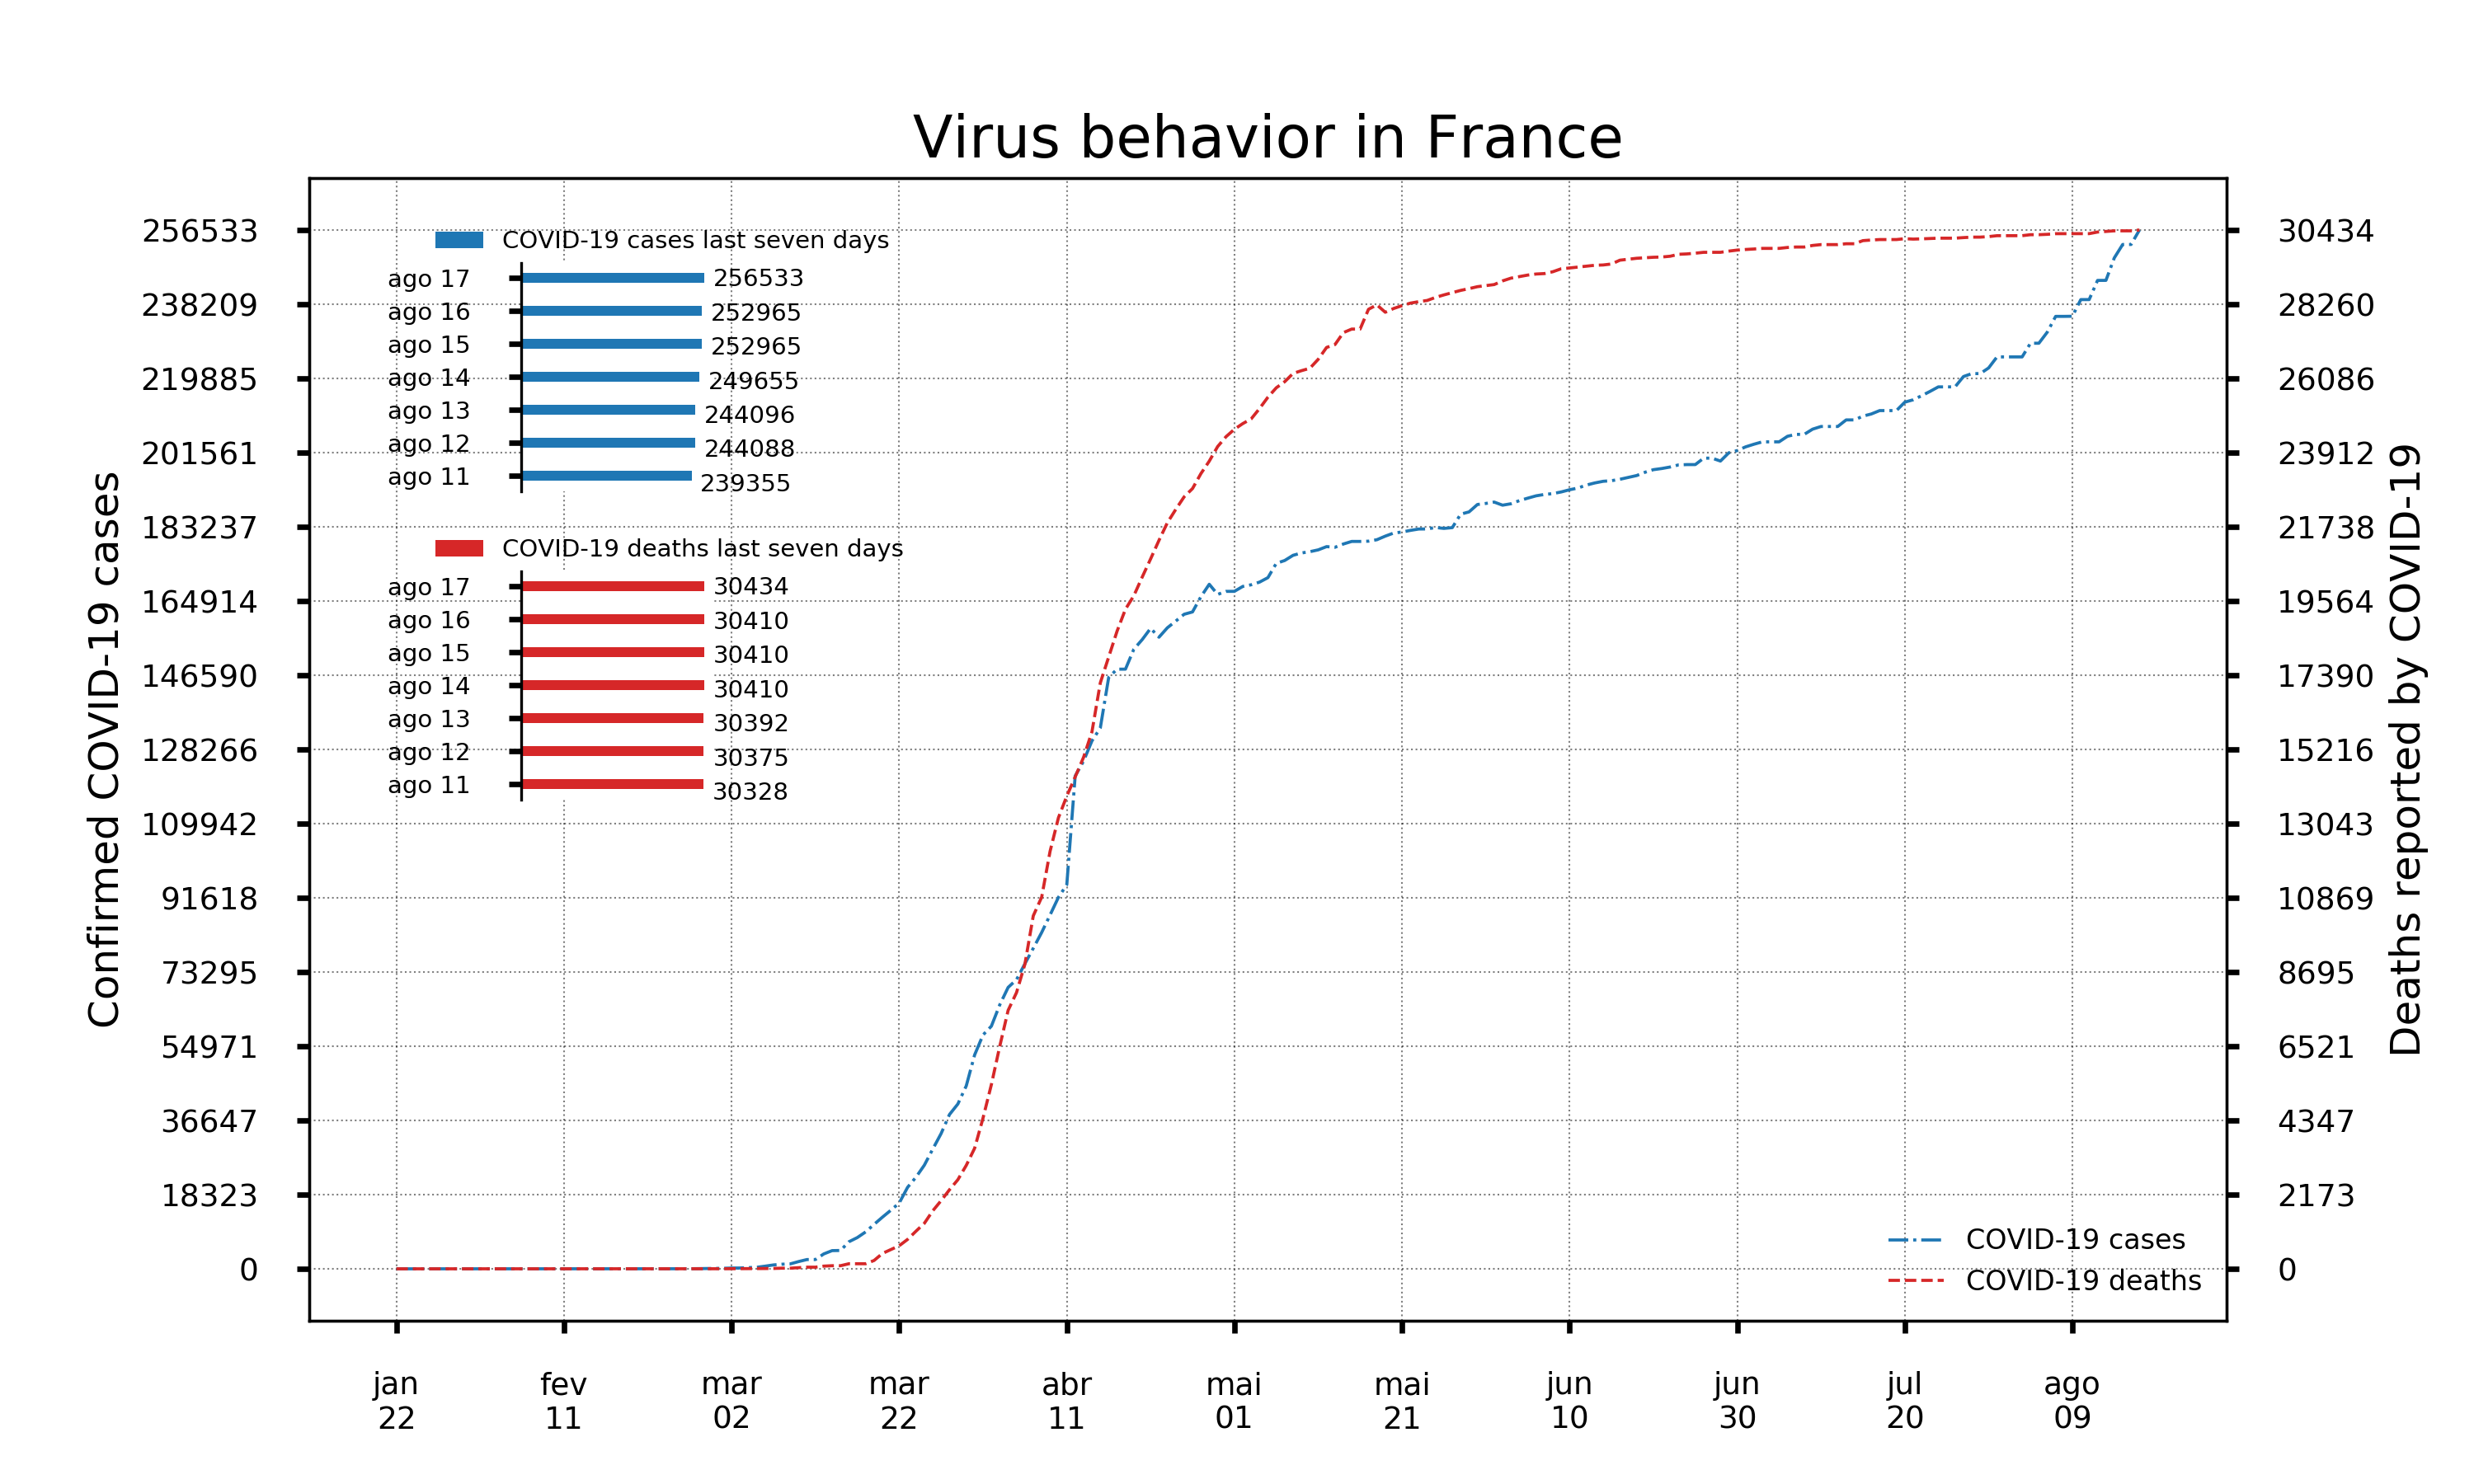 Virus behavior in France
Confirmed COVID-19 cases
256533
238209
219885
201561
183237
164914
146590
128266
109942
91618
73295
54971
36647
18323
0
COVID-19 cases last seven days
ago 17 256533
ago 16 252965
ago 15 252965
ago 14 249655
ago 13 244096
ago 12 244088
ago 11 239355
COVID-19 deaths last seven days
ago 17 30434
ago 16 30410
ago 15 30410
ago 14 30410
ago 13 30392
ago 12 30375
ago 11 30328
30434
28260
26086
23912
21738
19564
17390
15216
13043
10869
8695
6521
4347
2173
0
Deaths reported by COVID-19
COVID-19 cases
COVID-19 deaths
jan fev mar mar abr mai mai jun jun jul ago
22 11 02 22 11 01 21 10 30 20 09